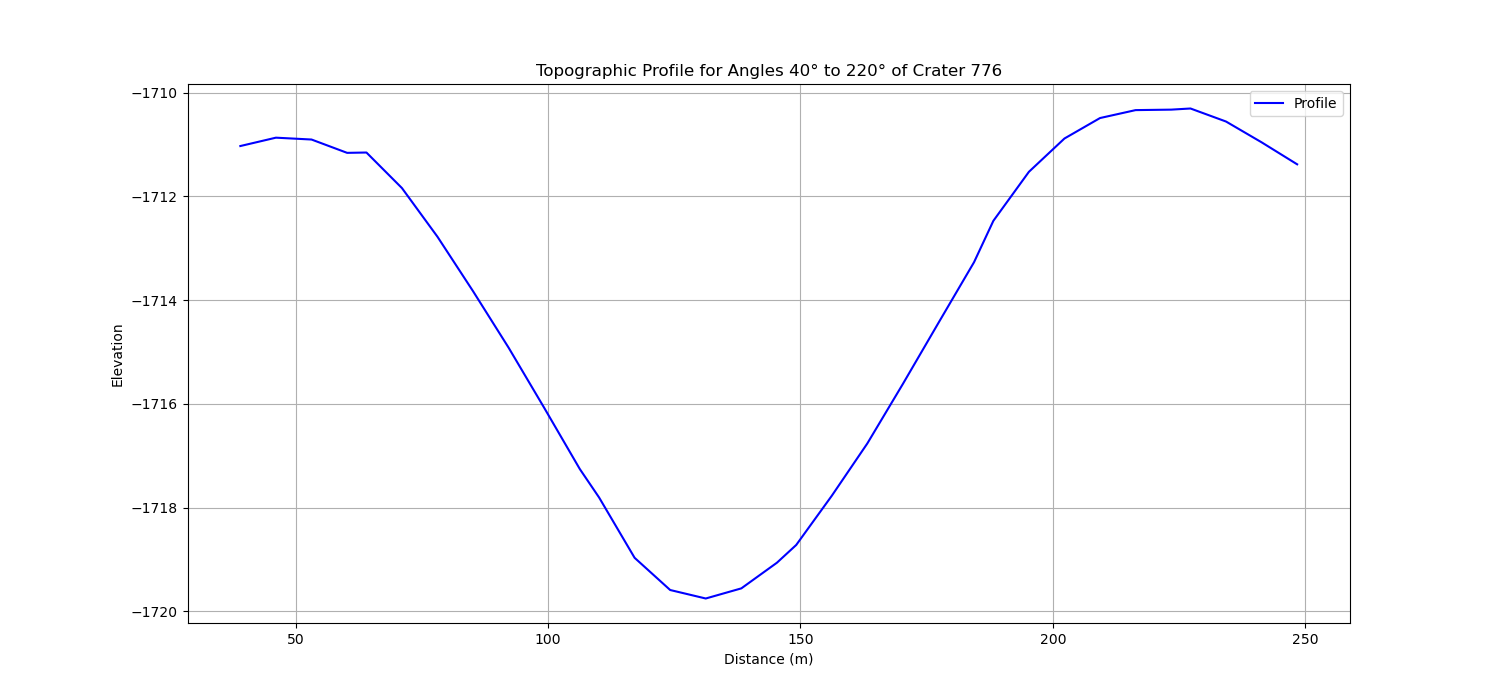 Topographic Profile for Angles 40° to 220° of Crater 776
Profile
−1710
−1712
−1714
−1716
−1718
−1720
Elevation
50
100
150
200
250
Distance (m)